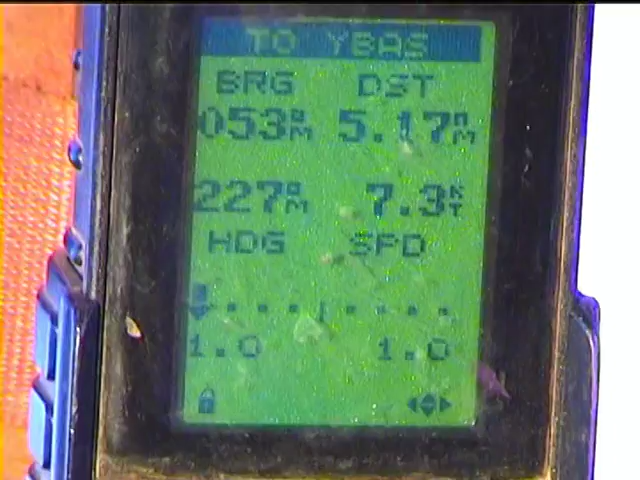 TO YBAS
BRG DST
053°M 5.17nM
227°M 7.3KT
HDG SPD
1.0 1.0